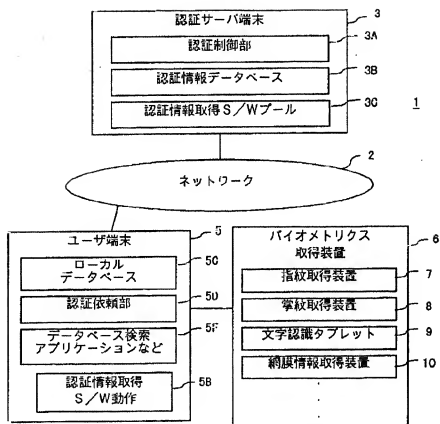 認証サーバ端末
3
認証制御部
3A
認証情報データベース
3B
認証情報取得S/Wプール
3C
1
ネットワーク
2
ユーザ端末
5
ローカル
データベース
5C
認証依頼部
5D
データベース検索
アプリケーションなど
5F
認証情報取得
S/W動作
5B
バイオメトリクス
取得装置
6
指紋取得装置
7
掌紋取得装置
8
文字認識タブレット
9
網膜情報取得装置
10